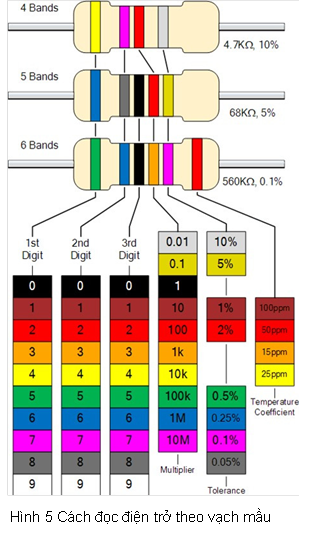 4 Bands
4.7KΩ, 10%
5 Bands
68KΩ, 5%
6 Bands
560KΩ, 0.1%
1st Digit
2nd Digit
3rd Digit
0.01 10%
0.1 5%
0 0 0 1
1 1 1 10 1% 100ppm
2 2 2 100 2% 50ppm
3 3 3 1k 15ppm
4 4 4 10k 25ppm
5 5 5 100k 0.5%
6 6 6 1M 0.25%
7 7 7 10M 0.1%
8 8 8 0.05%
9 9 9
Multiplier
Tolerance
Temperature
Coefficient
Hình 5 Cách đọc điện trở theo vạch mầu